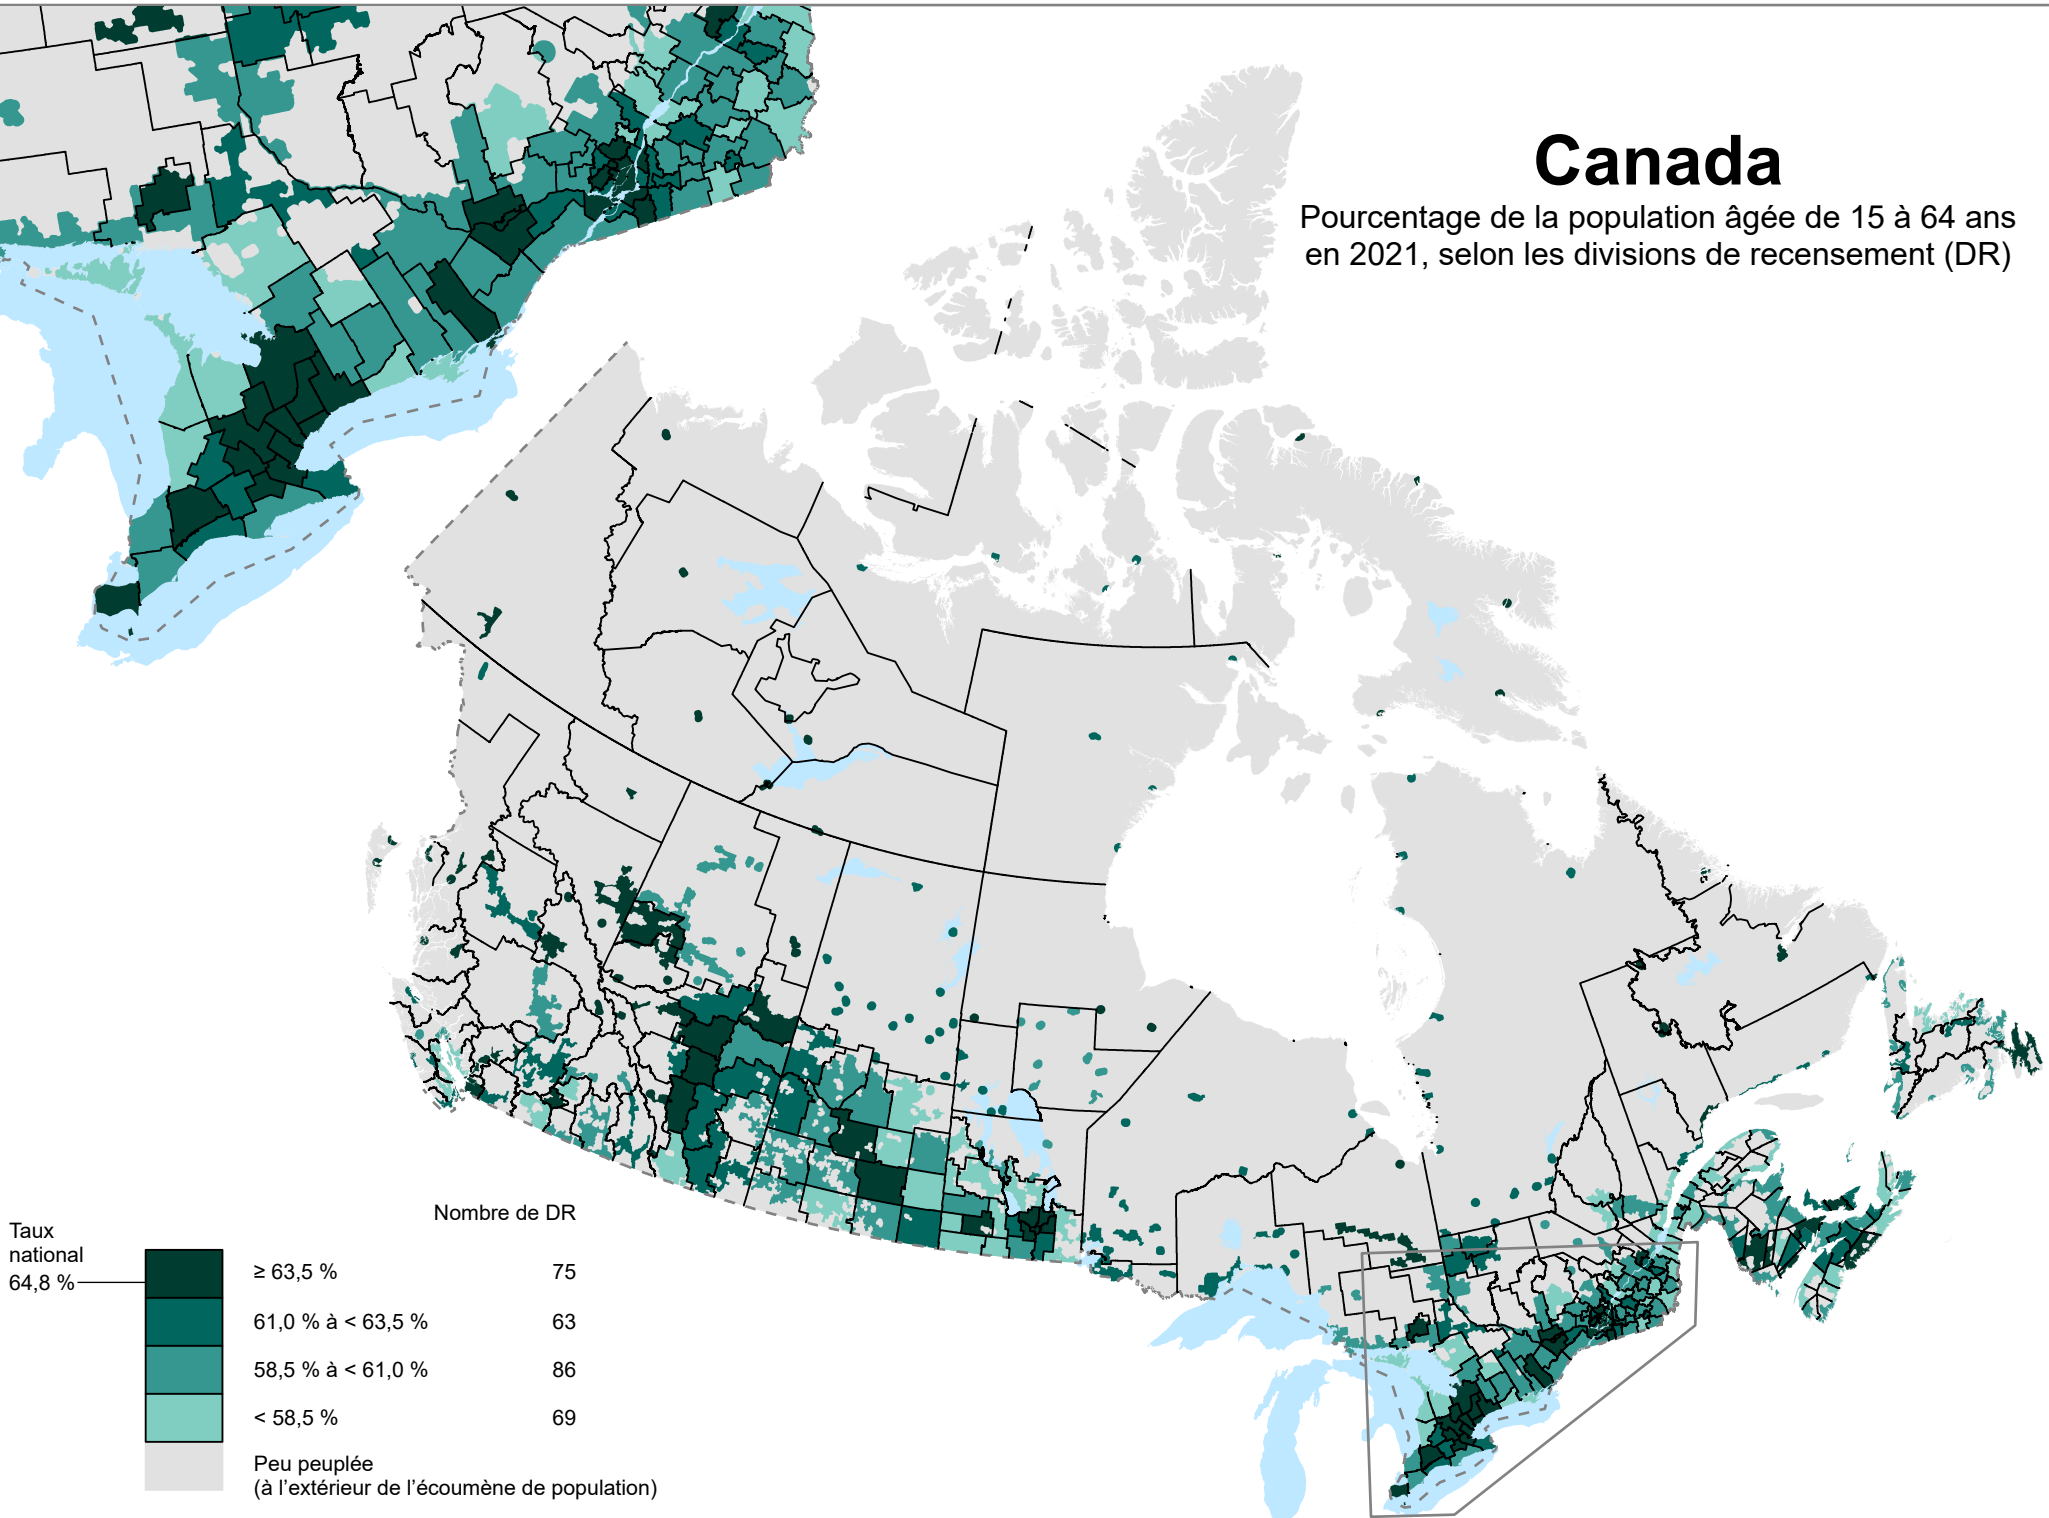 Canada
Pourcentage de la population âgée de 15 à 64 ans
en 2021, selon les divisions de recensement (DR)
Nombre de DR
Taux
national
64,8 %
≥ 63,5 % 75
61,0 % à < 63,5 % 63
58,5 % à < 61,0 % 86
< 58,5 % 69
Peu peuplée
(à l’extérieur de l’écoumène de population)